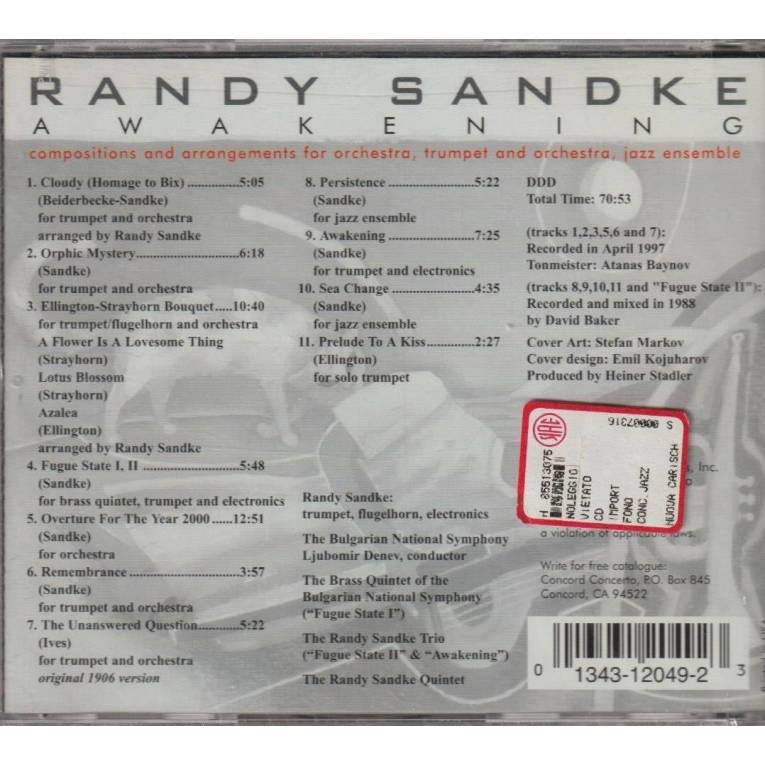 RANDY SANDKE
AWAKENING
compositions and arrangements for orchestra, trumpet and orchestra, jazz ensemble
1. Cloudy (Homage to Bix) ...............5:05
(Beiderbecke-Sandke)
for trumpet and orchestra
arranged by Randy Sandke
2. Orphic Mystery..........................6:18
(Sandke)
for trumpet and orchestra
3. Ellington-Strayhorn Bouquet.....10:40
for trumpet/flugelhorn and orchestra
A Flower Is A Lovesome Thing
(Strayhorn)
Lotus Blossom
(Strayhorn)
Azalea
(Ellington)
arranged by Randy Sandke
4. Fugue State I, II ........................5:48
(Sandke)
for brass quintet, trumpet and electronics
5. Overture For The Year 2000 ......12:51
(Sandke)
for orchestra
6. Remembrance ............................3:57
(Sandke)
for trumpet and orchestra
7. The Unanswered Question............5:22
(Ives)
for trumpet and orchestra
original 1906 version
8. Persistence ...........................5:22
(Sandke)
for jazz ensemble
9. Awakening ............................7:25
(Sandke)
for trumpet and electronics
10. Sea Change .........................4:35
(Sandke)
for jazz ensemble
11. Prelude To A Kiss................2:27
(Ellington)
for solo trumpet
Randy Sandke:
trumpet, flugelhorn, electronics
The Bulgarian National Symphony
Ljubomir Denev, conductor
The Brass Quintet of the
Bulgarian National Symphony
("Fugue State I")
The Randy Sandke Trio
("Fugue State II" & "Awakening")
The Randy Sandke Quintet
DDD
Total Time: 70:53
(tracks 1,2,3,5,6 and 7):
Recorded in April 1997
Tonmeister: Atanas Baynov
(tracks 8,9,10,11 and "Fugue State II"):
Recorded and mixed in 1988
by David Baker
Cover Art: Stefan Markov
Cover design: Emil Kojuharov
Produced by Heiner Stadler
S 00007316
H 85613075
NOLEGGIO
VIETATO
CD
IMPORT
FONO
CONC.JAZZ
NUOVA CARISCH
, Inc.
a violation of applicable laws.
Write for free catalogue:
Concord Concerto, P.O. Box 845
Concord, CA 94522
0 1343-12049-2 3